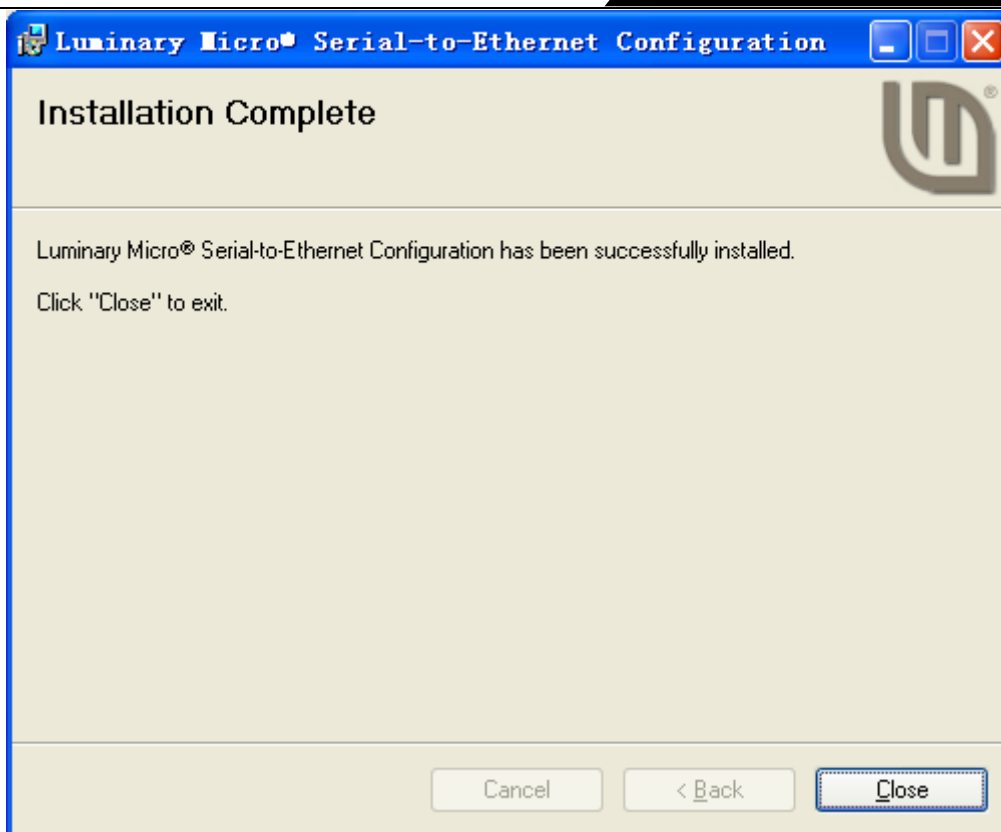 Luminary Micro® Serial-to-Ethernet Configuration
Installation Complete
®
Luminary Micro® Serial-to-Ethernet Configuration has been successfully installed.
Click "Close" to exit.
Cancel
< Back
Close